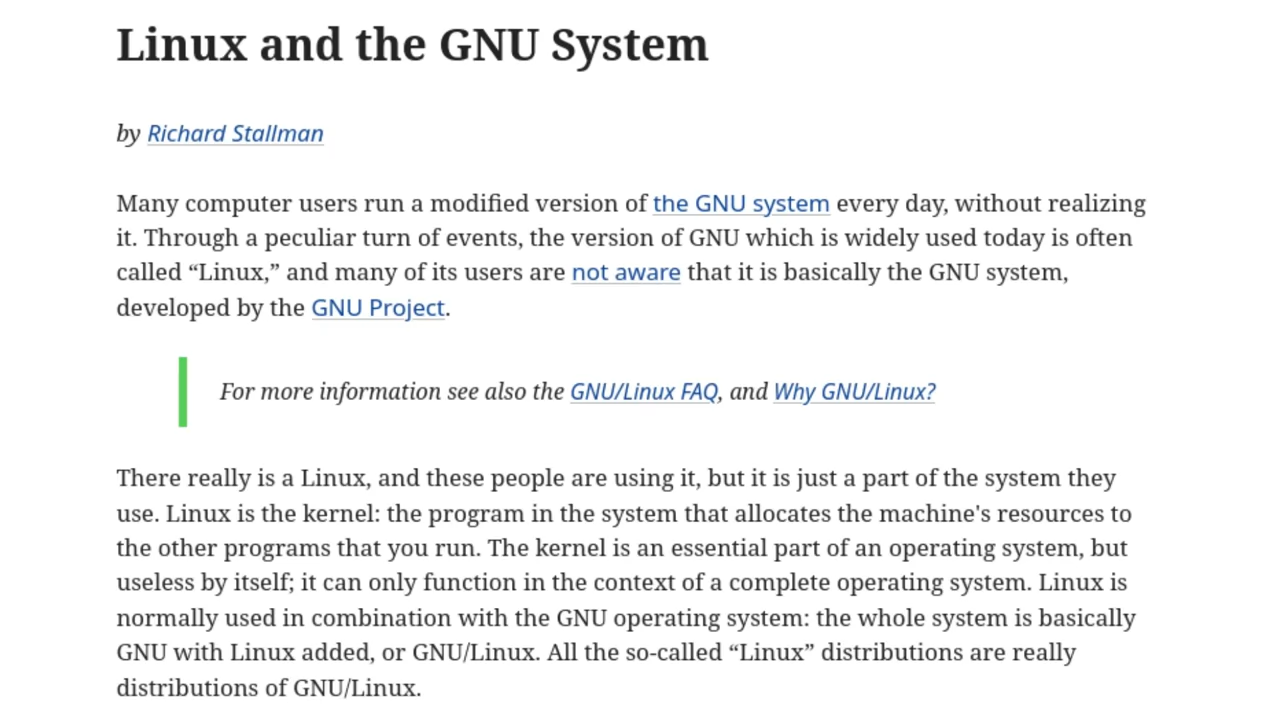 Linux and the GNU System
by Richard Stallman
Many computer users run a modified version of the GNU system every day, without realizing
it. Through a peculiar turn of events, the version of GNU which is widely used today is often
called “Linux,” and many of its users are not aware that it is basically the GNU system,
developed by the GNU Project.
For more information see also the GNU/Linux FAQ, and Why GNU/Linux?
There really is a Linux, and these people are using it, but it is just a part of the system they
use. Linux is the kernel: the program in the system that allocates the machine's resources to
the other programs that you run. The kernel is an essential part of an operating system, but
useless by itself; it can only function in the context of a complete operating system. Linux is
normally used in combination with the GNU operating system: the whole system is basically
GNU with Linux added, or GNU/Linux. All the so-called “Linux” distributions are really
distributions of GNU/Linux.